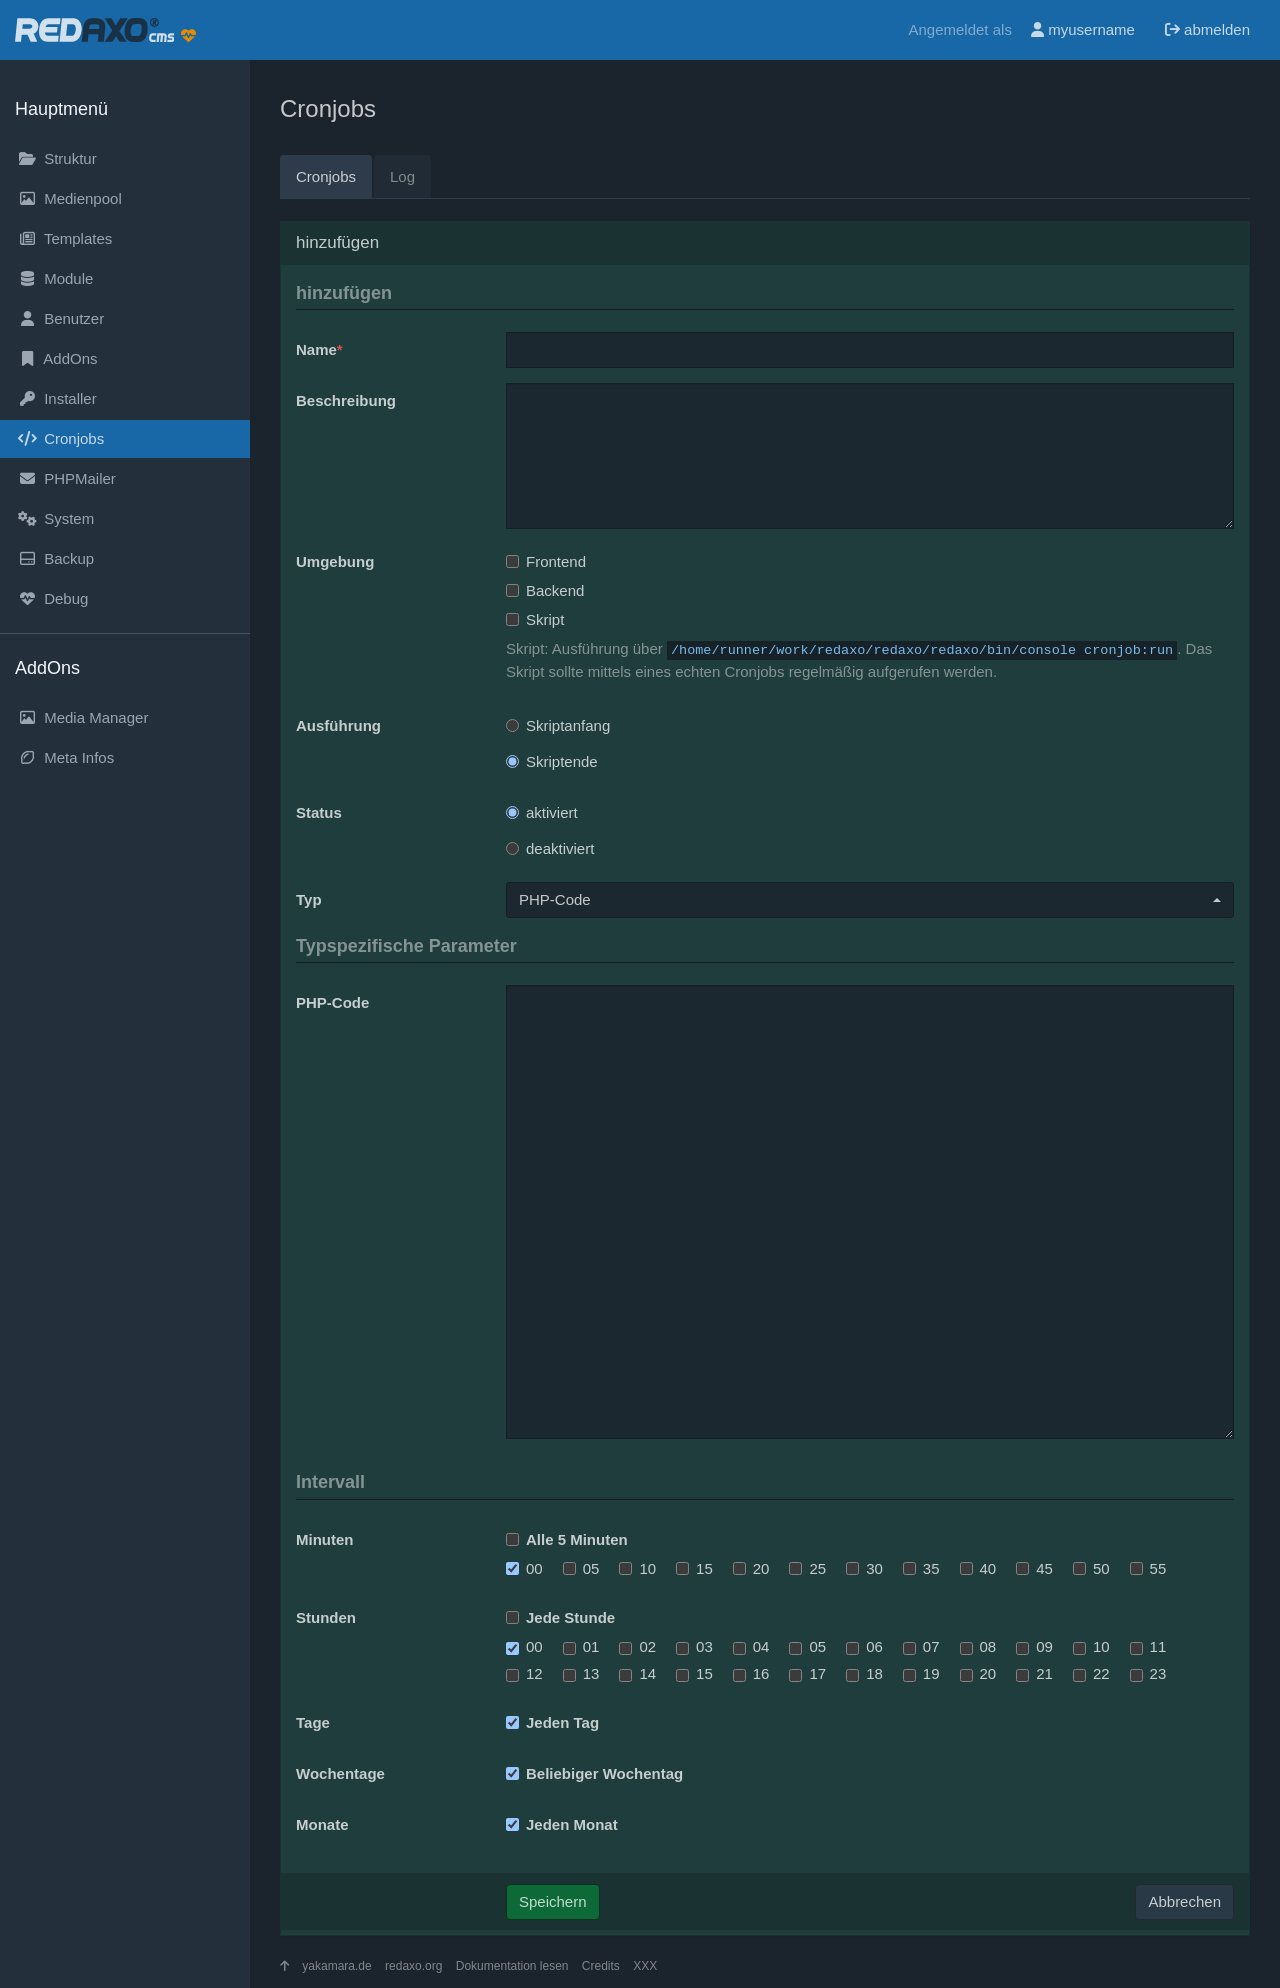 REDAXO® cms
Angemeldet als myusername abmelden
Hauptmenü
Struktur
Medienpool
Templates
Module
Benutzer
AddOns
Installer
Cronjobs
PHPMailer
System
Backup
Debug
AddOns
Media Manager
Meta Infos
Cronjobs
Cronjobs Log
hinzufügen
hinzufügen
Name*
Beschreibung
Umgebung
Frontend
Backend
Skript
Skript: Ausführung über /home/runner/work/redaxo/redaxo/redaxo/bin/console cronjob:run. Das
Skript sollte mittels eines echten Cronjobs regelmäßig aufgerufen werden.
Ausführung
Skriptanfang
Skriptende
Status
aktiviert
deaktiviert
Typ
PHP-Code
Typspezifische Parameter
PHP-Code
Intervall
Minuten
Alle 5 Minuten
00 05 10 15 20 25 30 35 40 45 50 55
Stunden
Jede Stunde
00 01 02 03 04 05 06 07 08 09 10 11
12 13 14 15 16 17 18 19 20 21 22 23
Tage
Jeden Tag
Wochentage
Beliebiger Wochentag
Monate
Jeden Monat
Speichern
Abbrechen
yakamara.de redaxo.org Dokumentation lesen Credits XXX